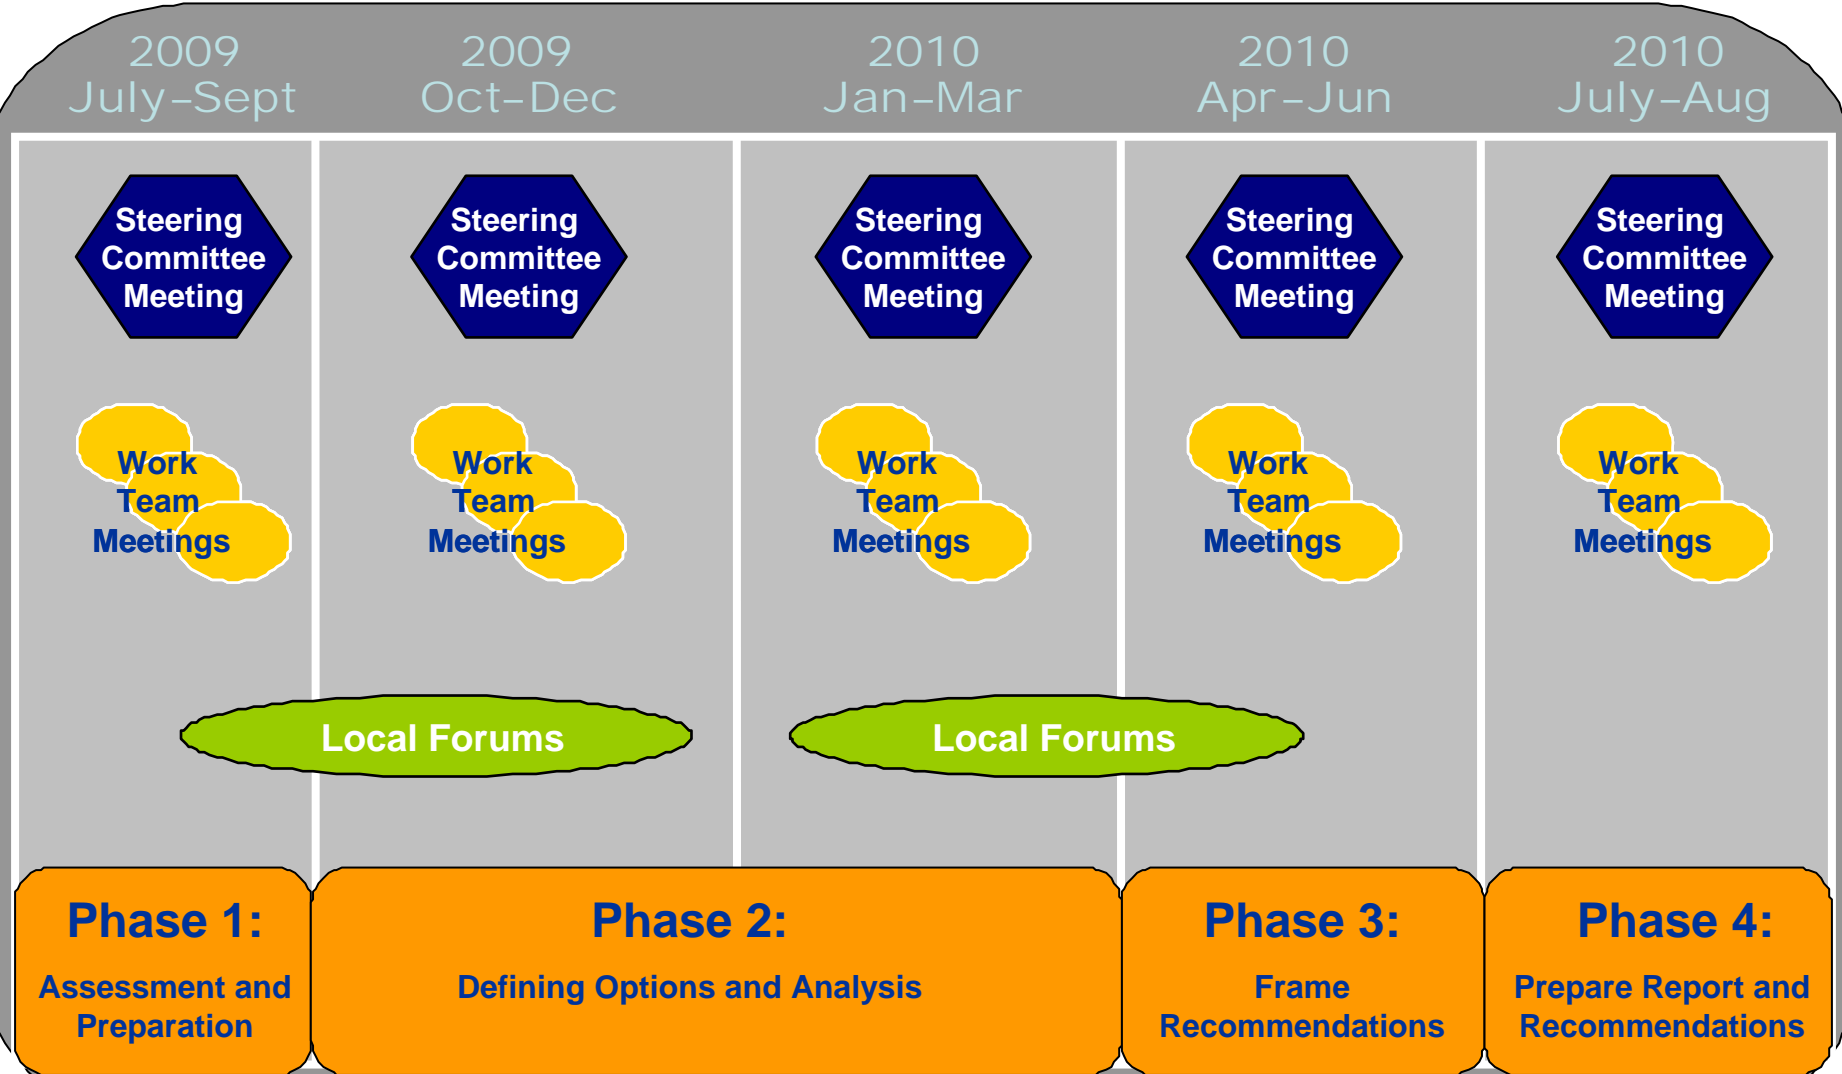 2009
July–Sept
2009
Oct–Dec
2010
Jan–Mar
2010
Apr–Jun
2010
July–Aug
Steering
Committee
Meeting
Steering
Committee
Meeting
Steering
Committee
Meeting
Steering
Committee
Meeting
Steering
Committee
Meeting
Work
Team
Meetings
Work
Team
Meetings
Work
Team
Meetings
Work
Team
Meetings
Work
Team
Meetings
Local Forums
Local Forums
Phase 1:
Assessment and
Preparation
Phase 2:
Defining Options and Analysis
Phase 3:
Frame
Recommendations
Phase 4:
Prepare Report and
Recommendations